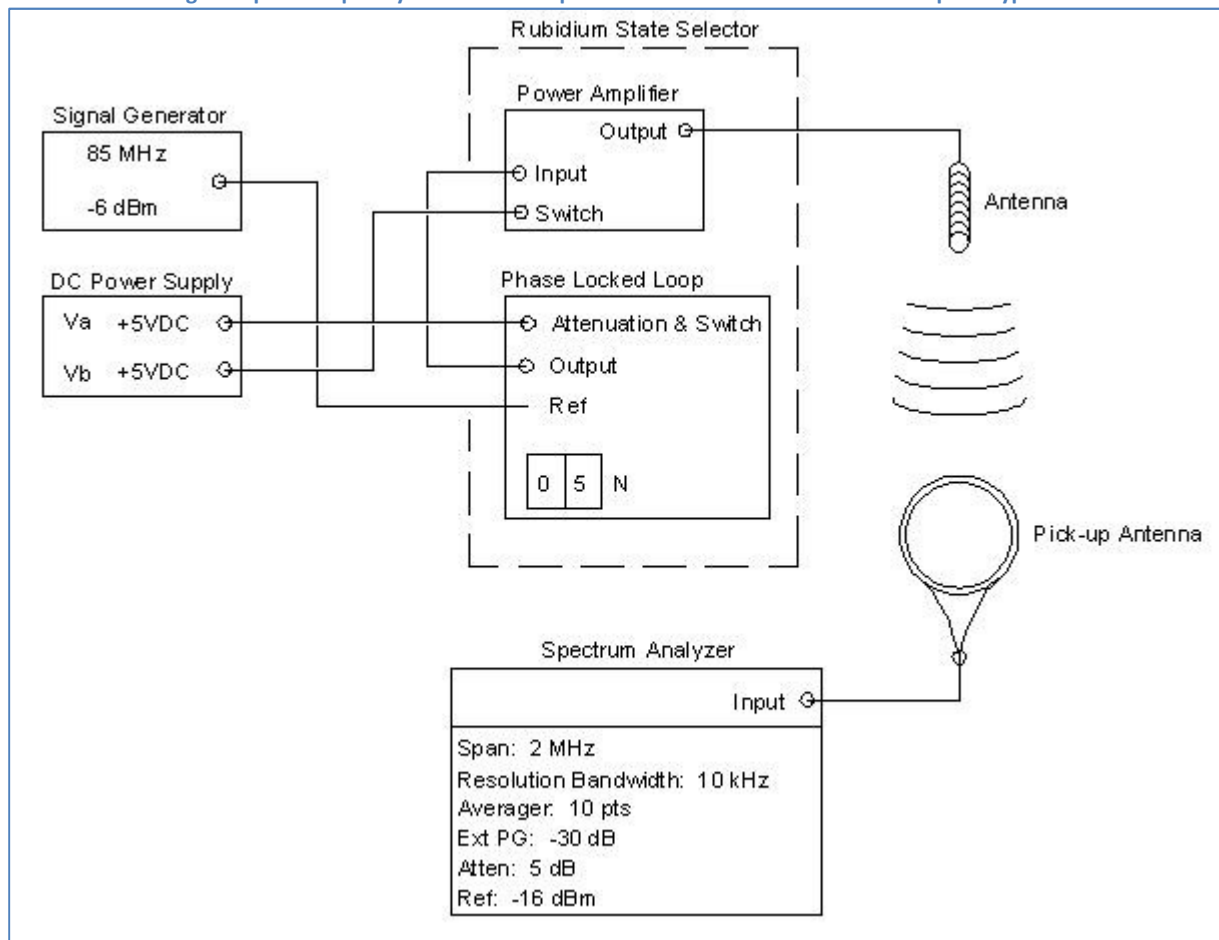 Rubidium State Selector
Power Amplifier
Output
Input
Switch
Signal Generator
85 MHz
-6 dBm
DC Power Supply
Va +5VDC
Vb +5VDC
Phase Locked Loop
Attenuation & Switch
Output
Ref
0 5 N
Antenna
Pick-up Antenna
Spectrum Analyzer
Input
Span: 2 MHz
Resolution Bandwidth: 10 kHz
Averager: 10 pts
Ext PG: -30 dB
Atten: 5 dB
Ref: -16 dBm